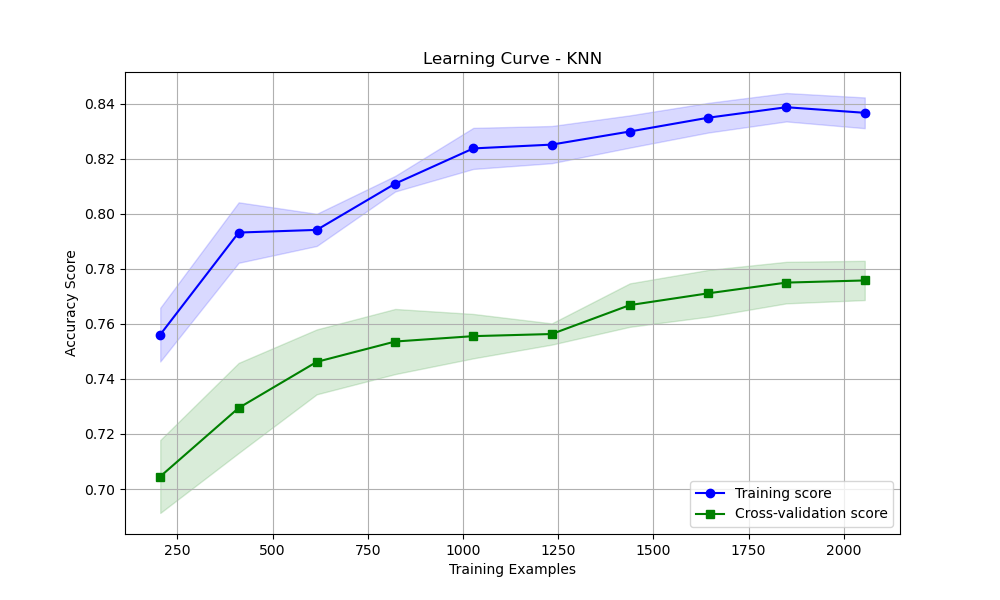 Learning Curve - KNN
Accuracy Score
0.84
0.82
0.80
0.78
0.76
0.74
0.72
0.70
250 500 750 1000 1250 1500 1750 2000
Training Examples
Training score
Cross-validation score